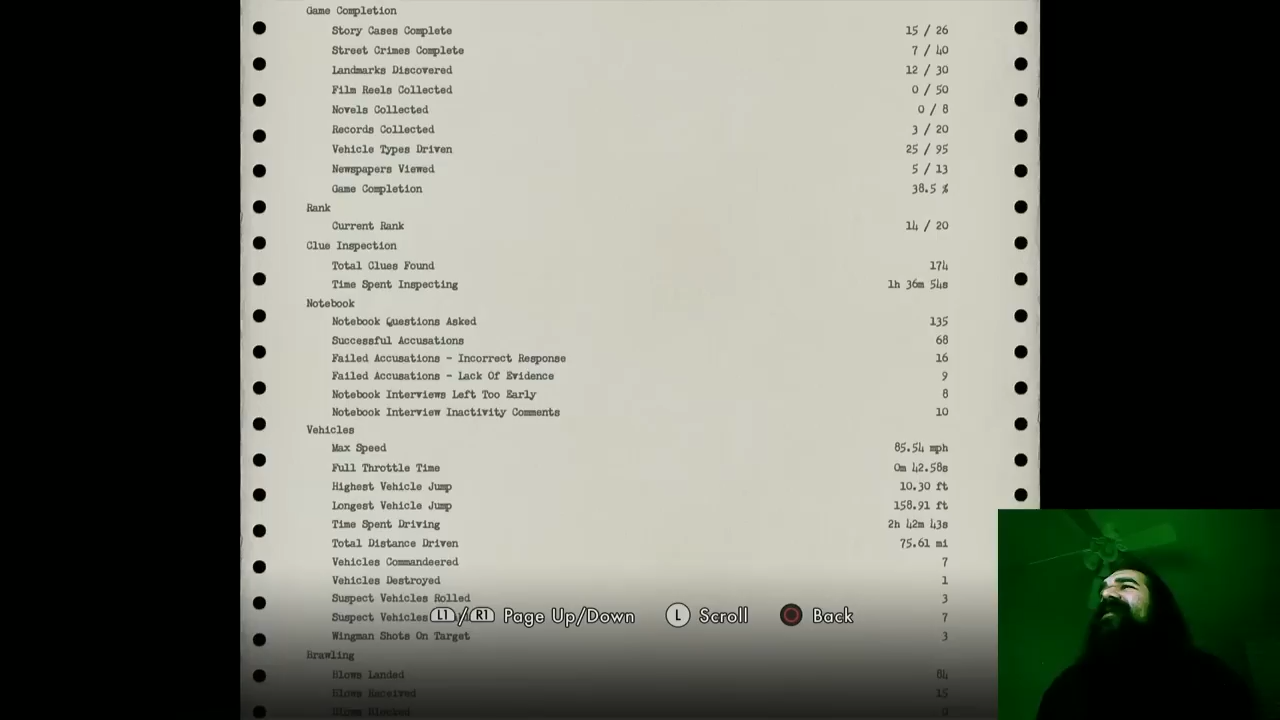 Game Completion
Story Cases Complete 15 / 26
Street Crimes Complete 7 / 40
Landmarks Discovered 12 / 30
Film Reels Collected 0 / 50
Novels Collected 0 / 8
Records Collected 3 / 20
Vehicle Types Driven 25 / 95
Newspapers Viewed 5 / 13
Game Completion 38.5 %
Rank
Current Rank 14 / 20
Clue Inspection
Total Clues Found 174
Time Spent Inspecting 1h 36m 54s
Notebook
Notebook Questions Asked 135
Successful Accusations 68
Failed Accusations - Incorrect Response 16
Failed Accusations - Lack Of Evidence 9
Notebook Interviews Left Too Early 8
Notebook Interview Inactivity Comments 10
Vehicles
Max Speed 85.54 mph
Full Throttle Time 0m 42.58s
Highest Vehicle Jump 10.30 ft
Longest Vehicle Jump 158.91 ft
Time Spent Driving 2h 42m 43s
Total Distance Driven 75.61 mi
Vehicles Commandeered 7
Vehicles Destroyed 1
Suspect Vehicles Rolled 3
Suspect Vehicles 7
L1/R1 Page Up/Down L Scroll Back
Wingman Shots On Target 3
Brawling
Blows Landed 84
Blows Received 15
Blows Blocked 0